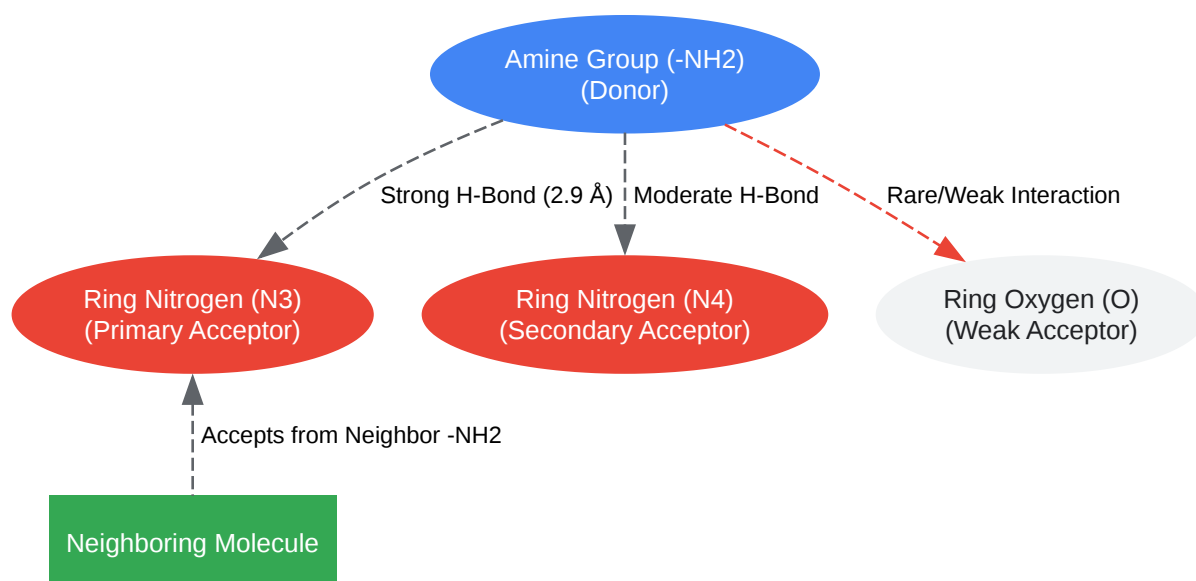 Amine Group (-NH2)
(Donor)
Strong H-Bond (2.9 Å)
Moderate H-Bond
Rare/Weak Interaction
Ring Nitrogen (N3)
(Primary Acceptor)
Ring Nitrogen (N4)
(Secondary Acceptor)
Ring Oxygen (O)
(Weak Acceptor)
Accepts from Neighbor -NH2
Neighboring Molecule